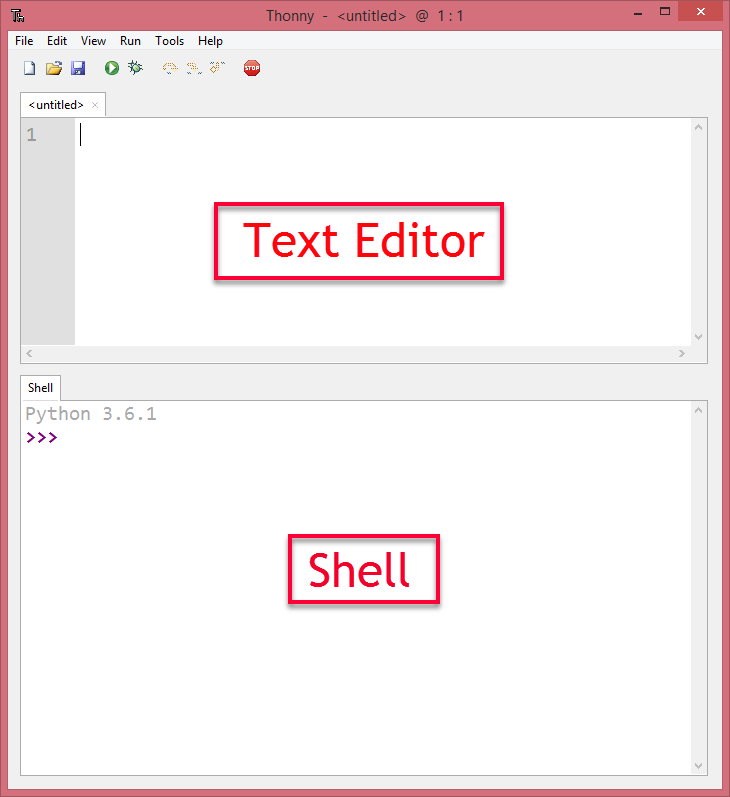 Th Thonny - <untitled> @ 1 : 1
File Edit View Run Tools Help
STOP
<untitled> ×
1
Text Editor
Shell
Python 3.6.1
>>>
Shell